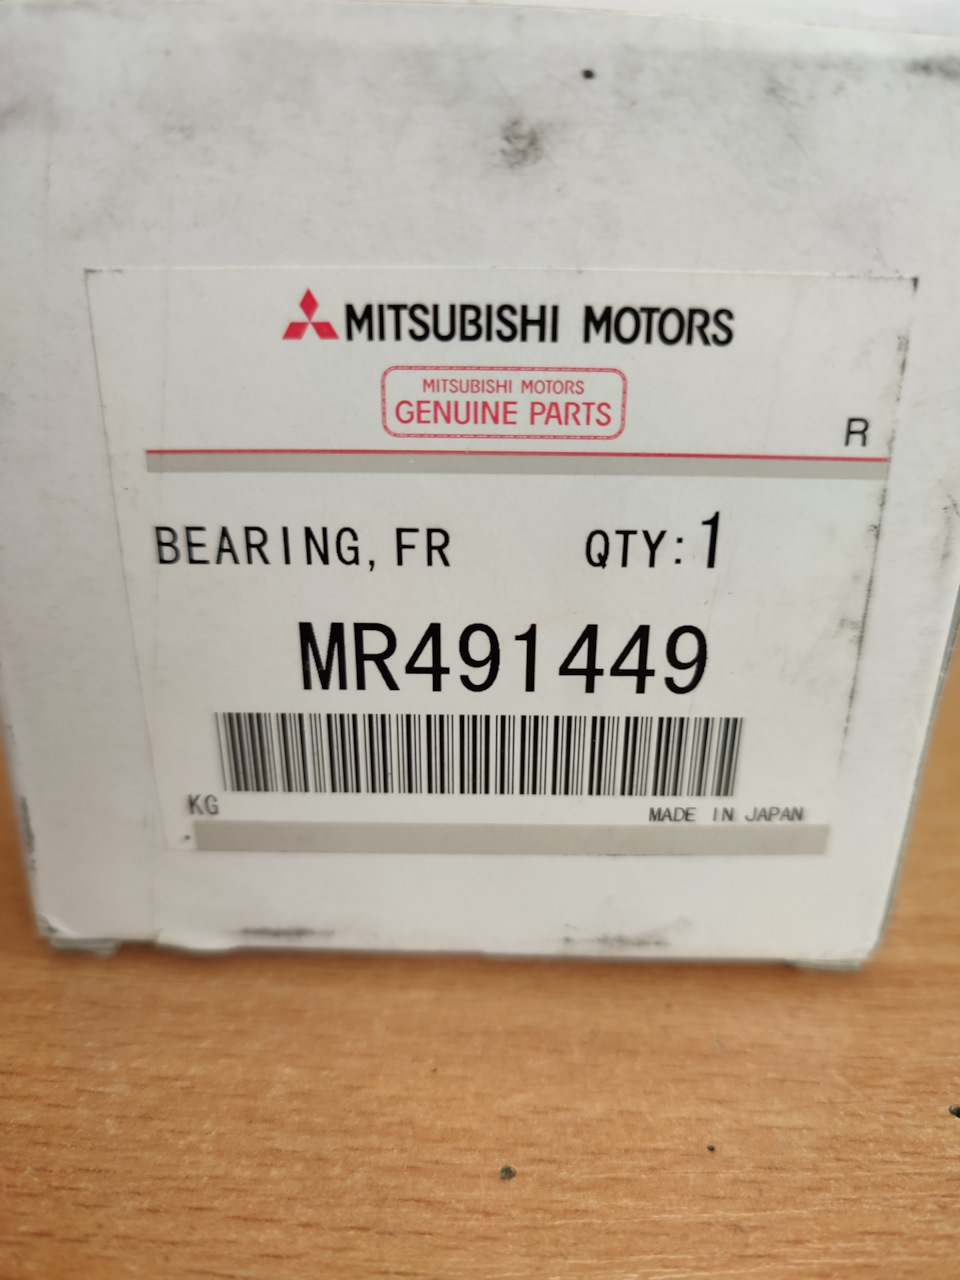 MITSUBISHI MOTORS
MITSUBISHI MOTORS
GENUINE PARTS
R
BEARING, FR QTY: 1
MR491449
KG MADE IN JAPAN